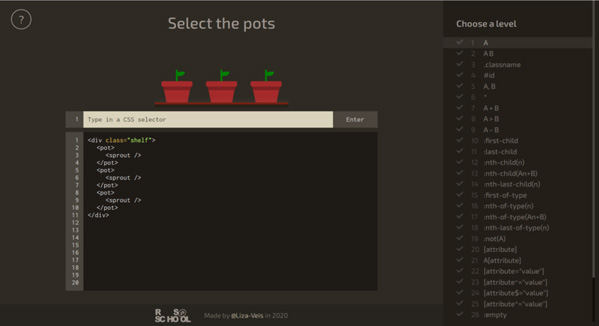 ?
Select the pots
1 Type in a CSS selector Enter
1 <div class="shelf">
2 <pot>
3 <sprout />
4 </pot>
5 <pot>
6 <sprout />
7 </pot>
8 <pot>
9 <sprout />
10 </pot>
11 </div>
12
13
14
15
16
17
18
19
20
R S@
SCHOOL
Made by @Liza-Veis in 2020
Choose a level
1 A
2 A B
3 .classname
4 #id
5 A, B
6 *
7 A + B
8 A > B
9 A ~ B
10 :first-child
11 :last-child
12 :nth-child(n)
13 :nth-child(An+B)
14 :nth-last-child(n)
15 :first-of-type
16 :nth-of-type(n)
17 :nth-of-type(An+B)
18 :nth-last-of-type(n)
19 :not(A)
20 [attribute]
21 A[attribute]
22 [attribute="value"]
23 [attribute^="value"]
24 [attribute$="value"]
25 [attribute*="value"]
26 :empty